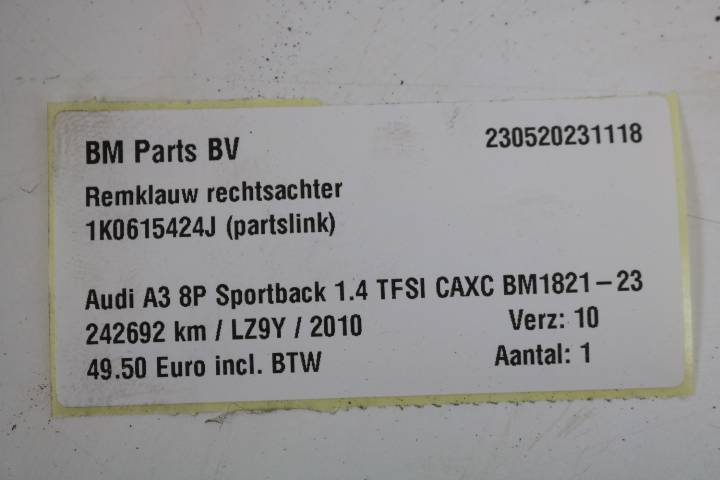 BM Parts BV 230520231118
Remklauw rechtsachter
1K0615424J (partslink)
Audi A3 8P Sportback 1.4 TFSI CAXC BM1821-23
242692 km / LZ9Y / 2010 Verz: 10
49.50 Euro incl. BTW Aantal: 1